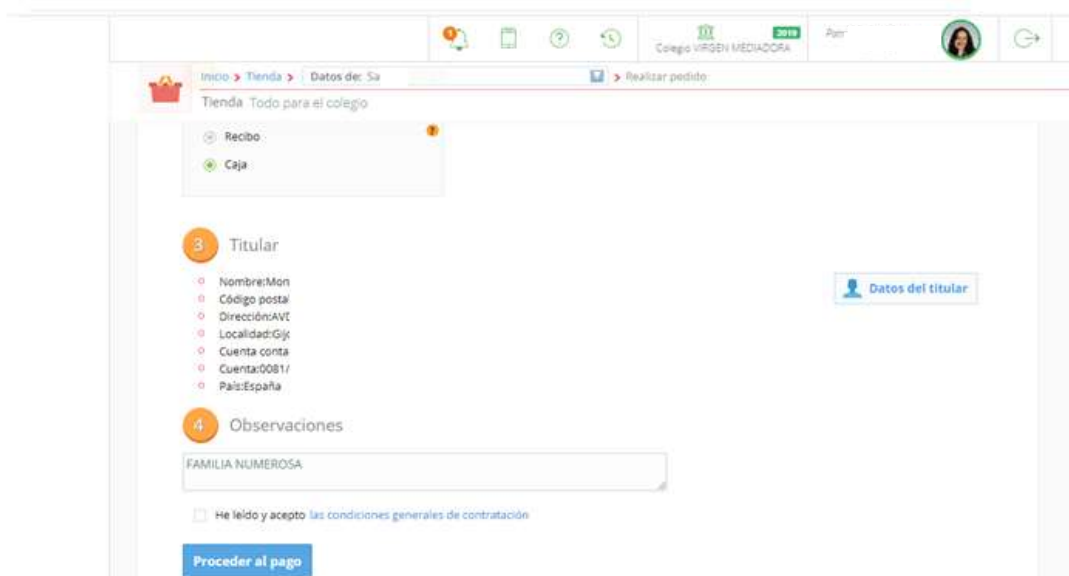 1
2019
Colegio VIRGEN MEDIADORA
Inicio > Tienda > Datos de: Sa > Realizar pedido
Tienda Todo para el colegio
Recibo
?
Caja
3 Titular
Nombre:Mon
Código postal
Dirección:AVE
Localidad:Gijo
Cuenta conta
Cuenta:0081/
País:España
Datos del titular
4 Observaciones
FAMILIA NUMEROSA
He leído y acepto las condiciones generales de contratación
Proceder al pago